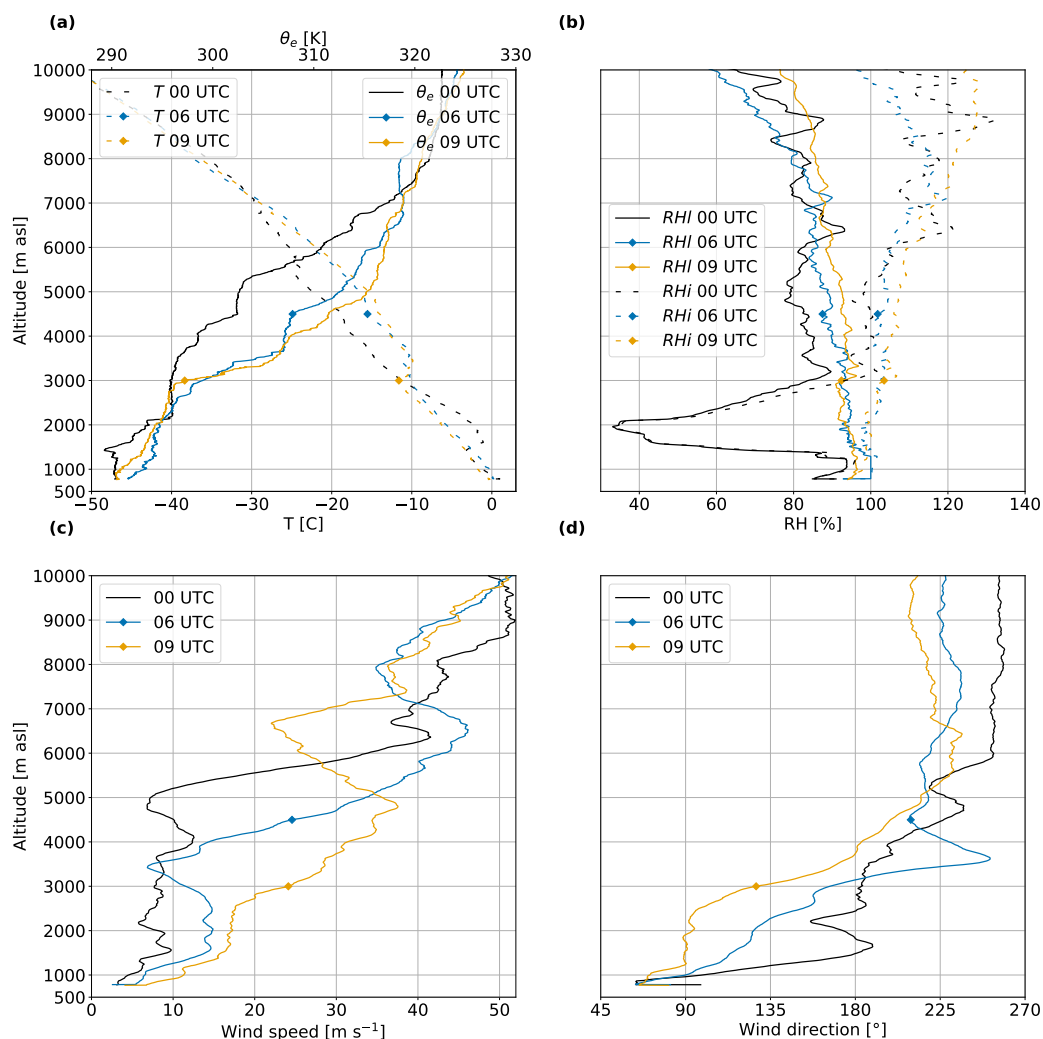 (a)
θe [K]
290 300 310 320 330
10000
9000
8000
7000
6000
5000
4000
3000
2000
1000
500
Altitude [m asl]
T 00 UTC
T 06 UTC
T 09 UTC
θe 00 UTC
θe 06 UTC
θe 09 UTC
−50 −40 −30 −20 −10 0
T [C]
(b)
RHl 00 UTC
RHl 06 UTC
RHl 09 UTC
RHi 00 UTC
RHi 06 UTC
RHi 09 UTC
40 60 80 100 120 140
RH [%]
(c)
10000
9000
8000
7000
6000
5000
4000
3000
2000
1000
500
Altitude [m asl]
00 UTC
06 UTC
09 UTC
0 10 20 30 40 50
Wind speed [m s⁻¹]
(d)
00 UTC
06 UTC
09 UTC
45 90 135 180 225 270
Wind direction [°]